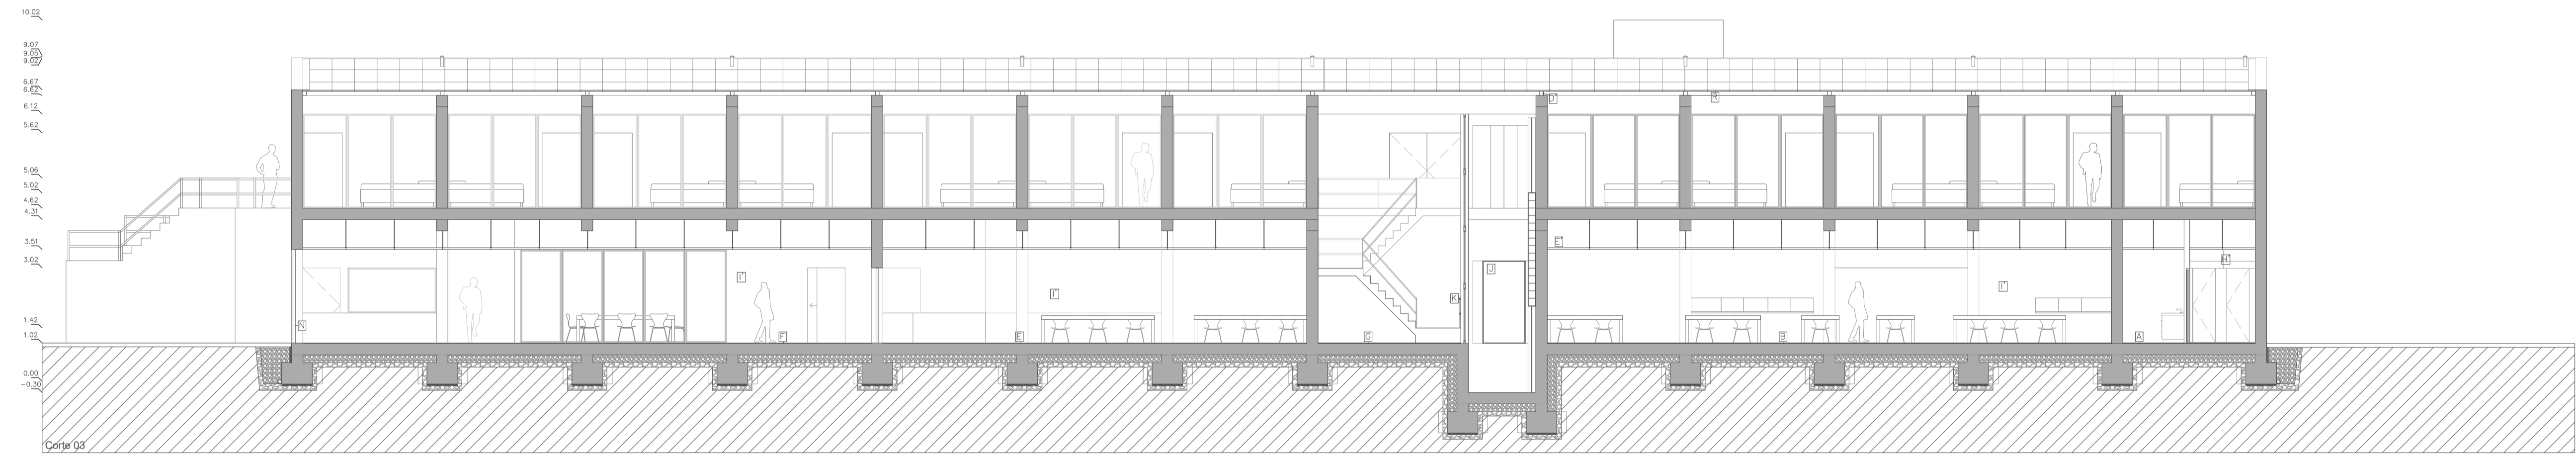 10.02
9.07
9.05
9.02
6.67
6.62
6.12
5.62
5.06
5.02
4.62
4.31
3.51
3.02
1.42
1.02
0.00
-0.30
D'
R
E'
H'
I'
I'
I'
J
K
N
F
E
G
B
A
Corte 03